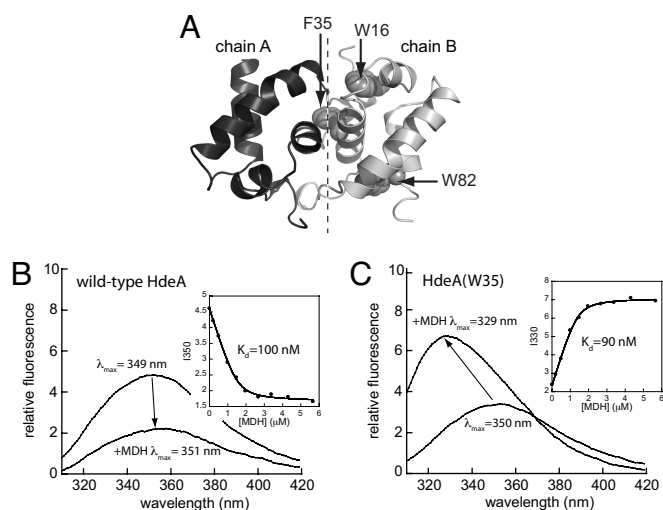 A
F35
W16
chain A
chain B
W82
B
wild-type HdeA
relative fluorescence
10
8
6
4
2
0
λmax= 349 nm
+MDH λmax= 351 nm
320 340 360 380 400 420
wavelength (nm)
I350
5
4.5
4
3.5
3
2.5
2
1.5
Kd=100 nM
0 1 2 3 4 5 6
[MDH] (μM)
C
HdeA(W35)
relative fluorescence
10
8
6
4
2
0
+MDH λmax= 329 nm
λmax= 350 nm
320 340 360 380 400 420
wavelength (nm)
I330
8
7
6
5
4
3
2
Kd=90 nM
0 1 2 3 4 5 6
[MDH] (μM)